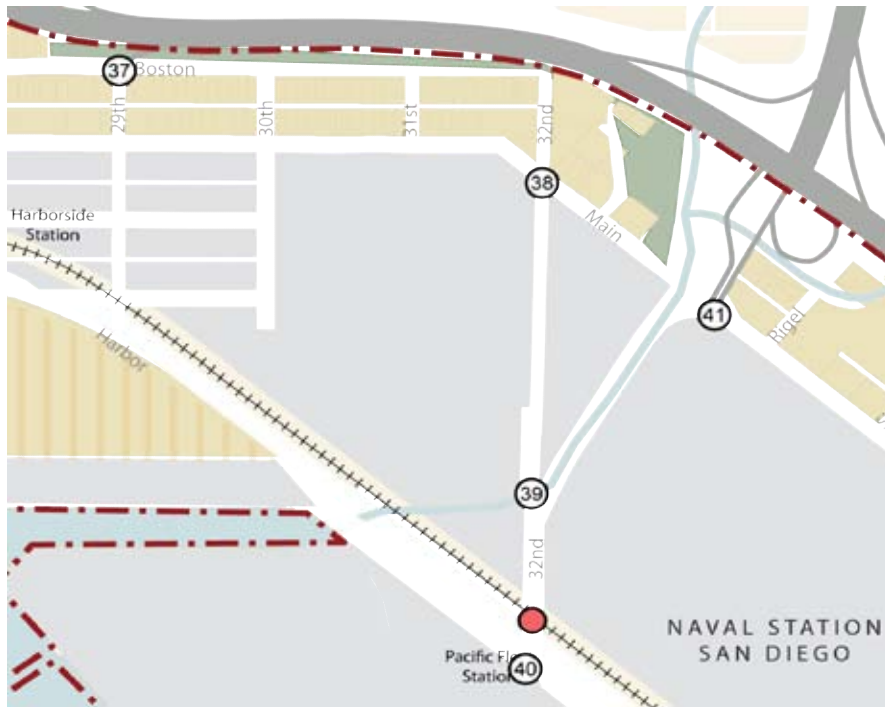 37
Boston
29th
30th
31st
32nd
38
Harborside
Station
Main
41
Rigel
Harbor
39
32nd
NAVAL STATION
SAN DIEGO
Pacific
Station
40